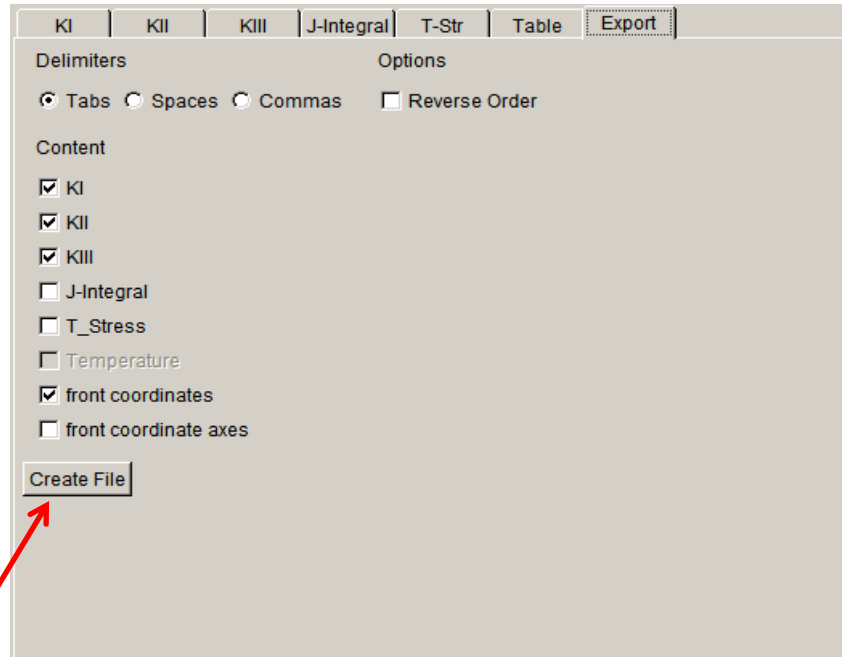 KI KII KIII J-Integral T-Str Table Export
Delimiters Options
Tabs Spaces Commas Reverse Order
Content
KI
KII
KIII
J-Integral
T_Stress
Temperature
front coordinates
front coordinate axes
Create File